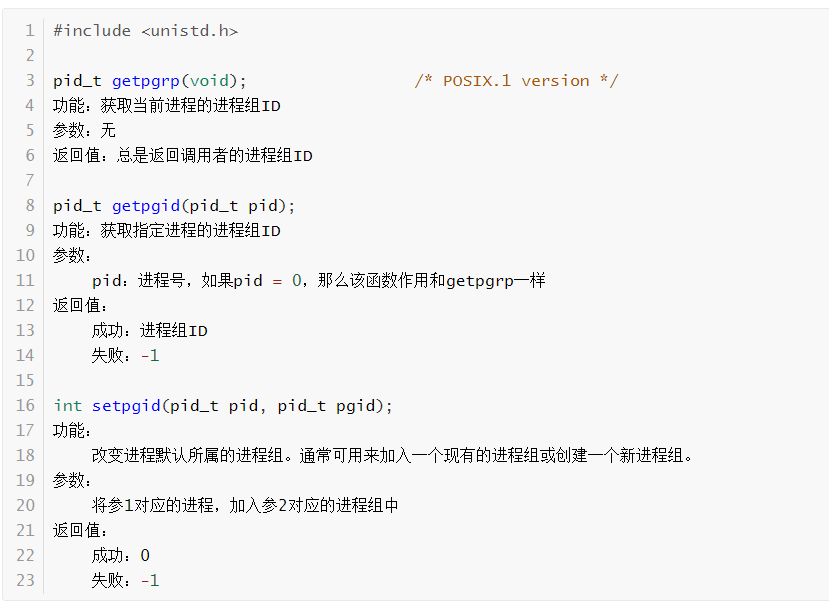 1 #include <unistd.h>
2
3 pid_t getpgrp(void);                 /* POSIX.1 version */
4 功能：获取当前进程的进程组ID
5 参数：无
6 返回值：总是返回调用者的进程组ID
7
8 pid_t getpgid(pid_t pid);
9 功能：获取指定进程的进程组ID
10 参数：
11     pid：进程号，如果pid = 0，那么该函数作用和getpgrp一样
12 返回值：
13     成功：进程组ID
14     失败：-1
15
16 int setpgid(pid_t pid, pid_t pgid);
17 功能：
18     改变进程默认所属的进程组。通常可用来加入一个现有的进程组或创建一个新进程组。
19 参数：
20     将参1对应的进程，加入参2对应的进程组中
21 返回值：
22     成功：0
23     失败：-1